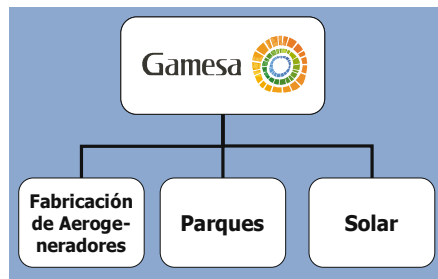 Gamesa
Fabricación
de Aeroge-
neradores
Parques
Solar